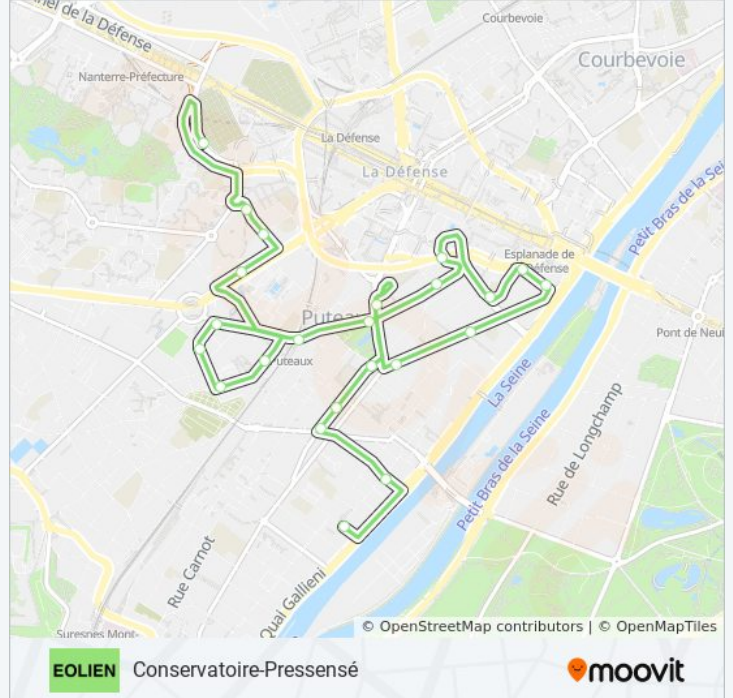 nel de la Défense
Courbevoie
Courbevoie
Nanterre-Préfecture
La Défense
La Défense
Petit Bras de la Sei
Esplanade de
Défense
Pont de Neui
Puteau
Puteaux
La Seine
Petit Bras de la Seine
Rue de Longchamp
Rue Carnot
Quai Gallieni
Suresnes Mont-
© OpenStreetMap contributors | © OpenMapTiles
EOLIEN Conservatoire-Pressensé
moovit